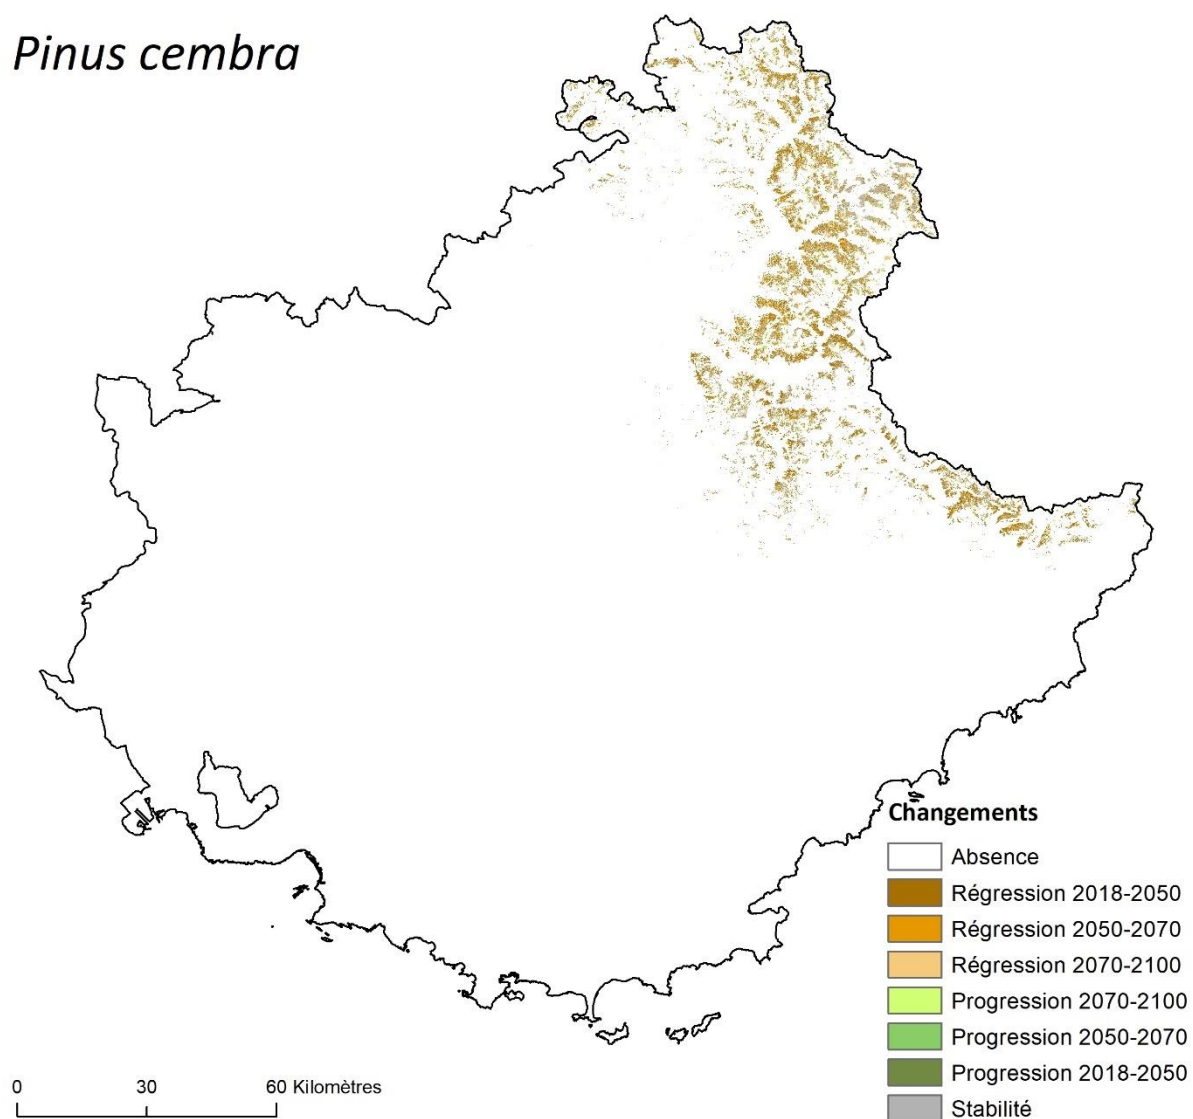 Pinus cembra
Changements
Absence
Régression 2018-2050
Régression 2050-2070
Régression 2070-2100
Progression 2070-2100
Progression 2050-2070
Progression 2018-2050
Stabilité
0 30 60 Kilomètres